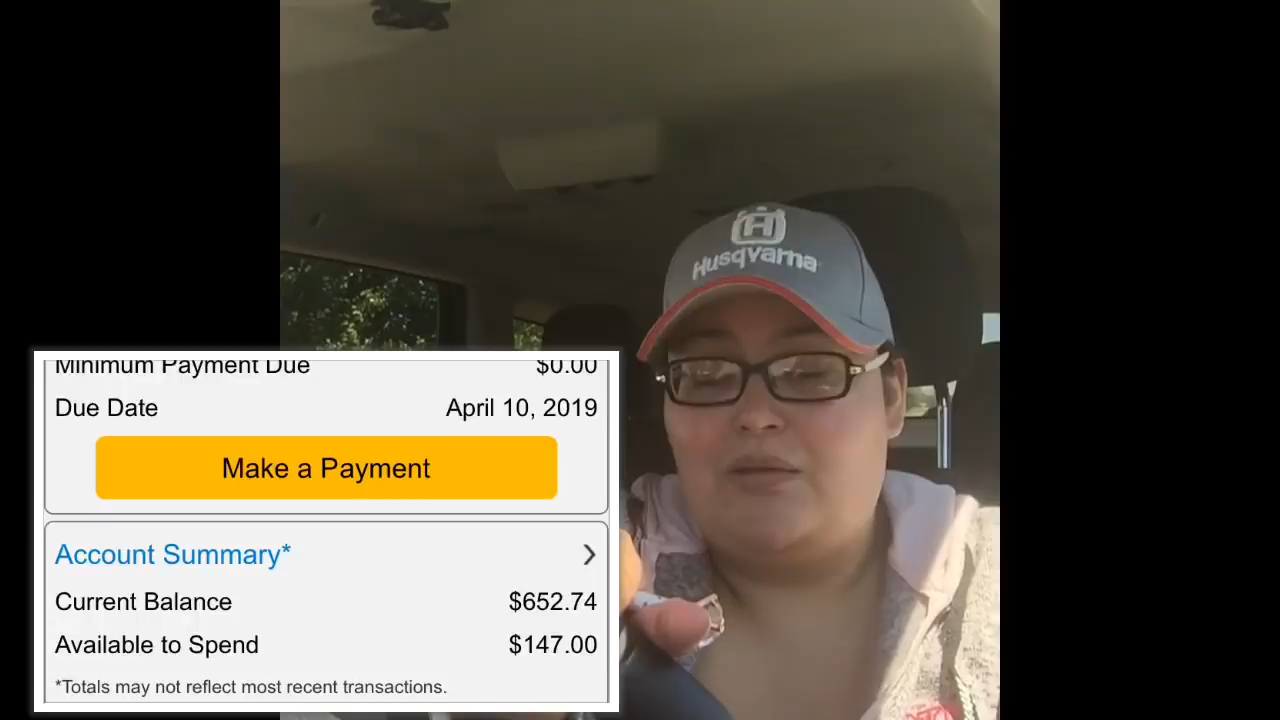 H
Husqvarna
Minimum Payment Due $0.00
Due Date April 10, 2019
Make a Payment
Account Summary* ❯
Current Balance $652.74
Available to Spend $147.00
*Totals may not reflect most recent transactions.